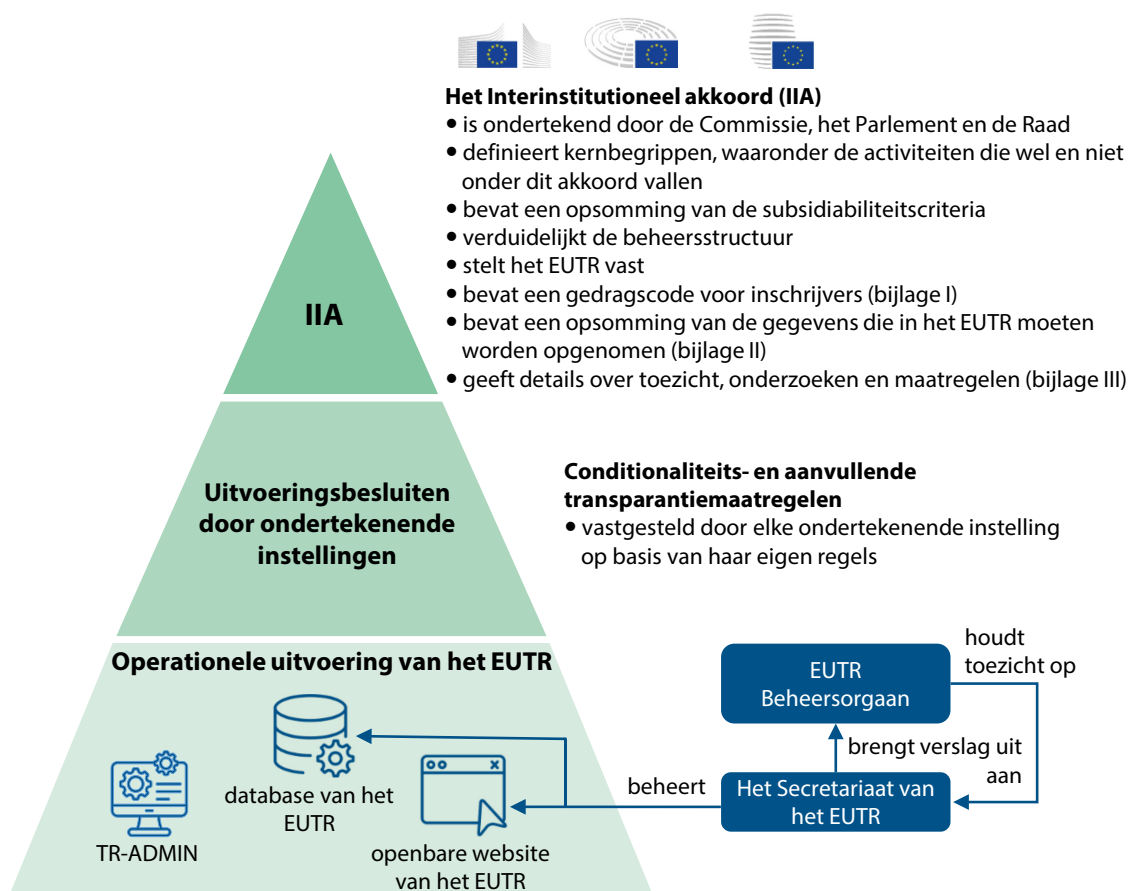 Het Interinstitutioneel akkoord (IIA)
• is ondertekend door de Commissie, het Parlement en de Raad
• definieert kernbegrippen, waaronder de activiteiten die wel en niet
onder dit akkoord vallen
• bevat een opsomming van de subsidiabiliteitscriteria
• verduidelijkt de beheersstructuur
• stelt het EUTR vast
• bevat een gedragscode voor inschrijvers (bijlage I)
• bevat een opsomming van de gegevens die in het EUTR moeten
worden opgenomen (bijlage II)
• geeft details over toezicht, onderzoeken en maatregelen (bijlage III)
IIA
Uitvoeringsbesluiten
door ondertekenende
instellingen
Conditionaliteits- en aanvullende
transparantiemaatregelen
• vastgesteld door elke ondertekenende instelling
op basis van haar eigen regels
Operationele uitvoering van het EUTR
TR-ADMIN
database van het
EUTR
openbare website
van het EUTR
beheert
EUTR
Beheersorgaan
houdt
toezicht op
brengt verslag uit
aan
Het Secretariaat van
het EUTR